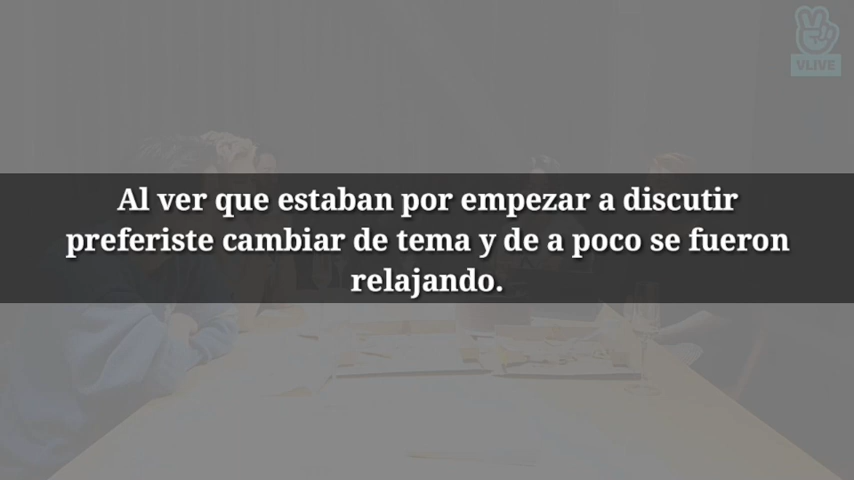 VLIVE
Al ver que estaban por empezar a discutir
preferiste cambiar de tema y de a poco se fueron
relajando.